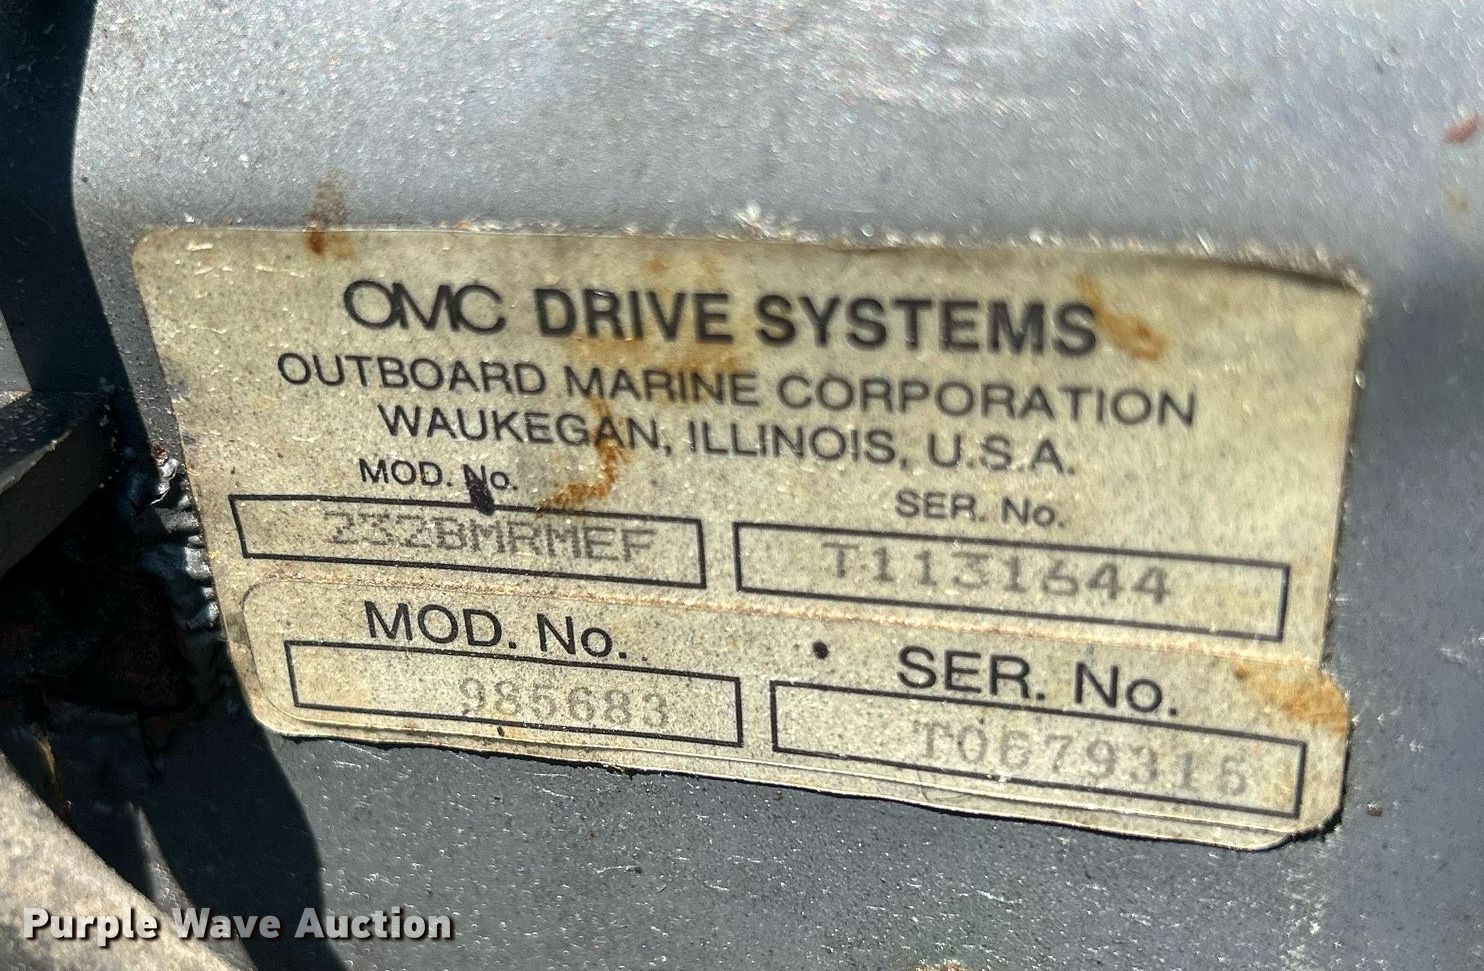 OMC DRIVE SYSTEMS
OUTBOARD MARINE CORPORATION
WAUKEGAN, ILLINOIS, U.S.A.
MOD. No. SER. No.
232BMRMEF T1131644
MOD. No. SER. No.
985683 T0679316
Purple Wave Auction